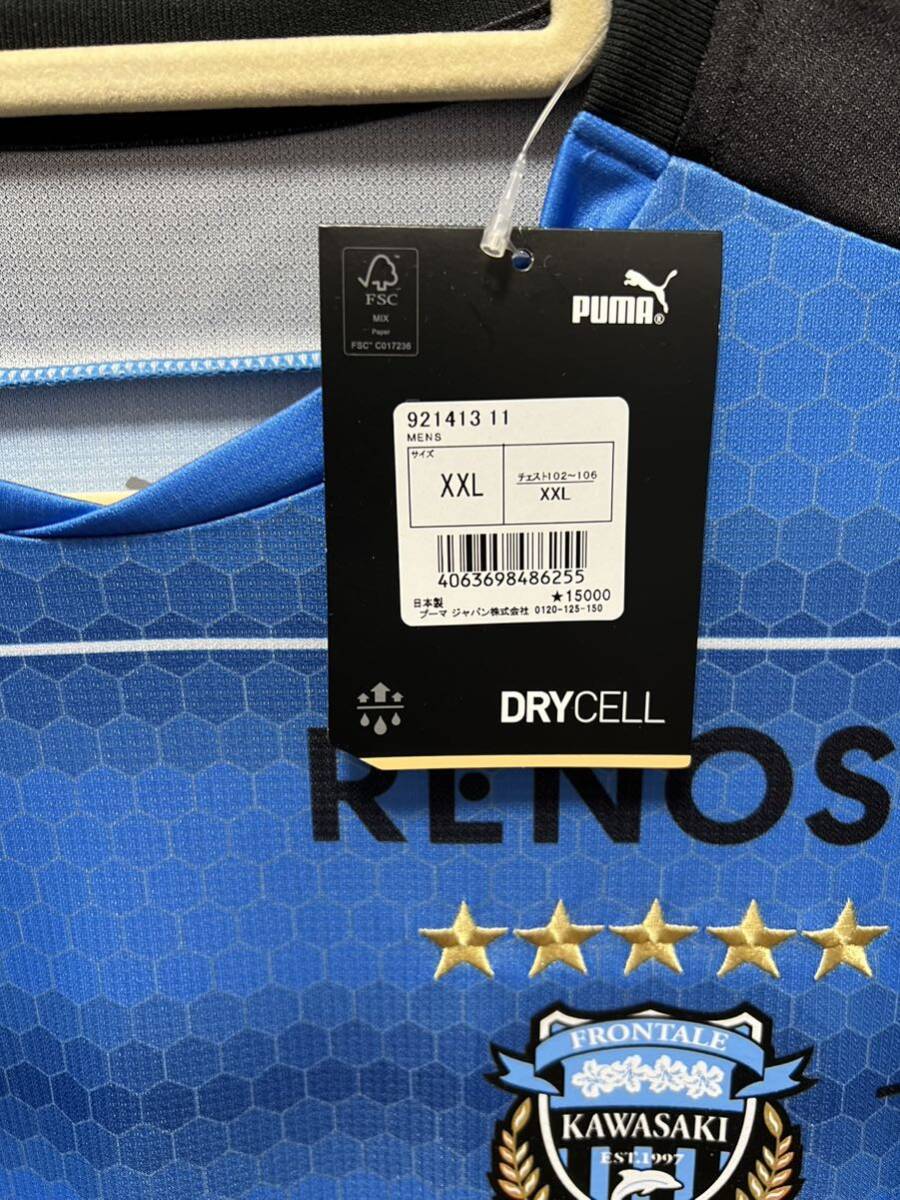 FSC
MIX
Paper
FSC™ C017236
PUMA®
921413 11
MENS
サイズ
XXL
チェスト102~106
XXL
4063698486255
★15000
日本製
プーマ ジャパン株式会社 0120-125-150
DRYCELL
RENOS
FRONTALE
KAWASAKI
EST.1997